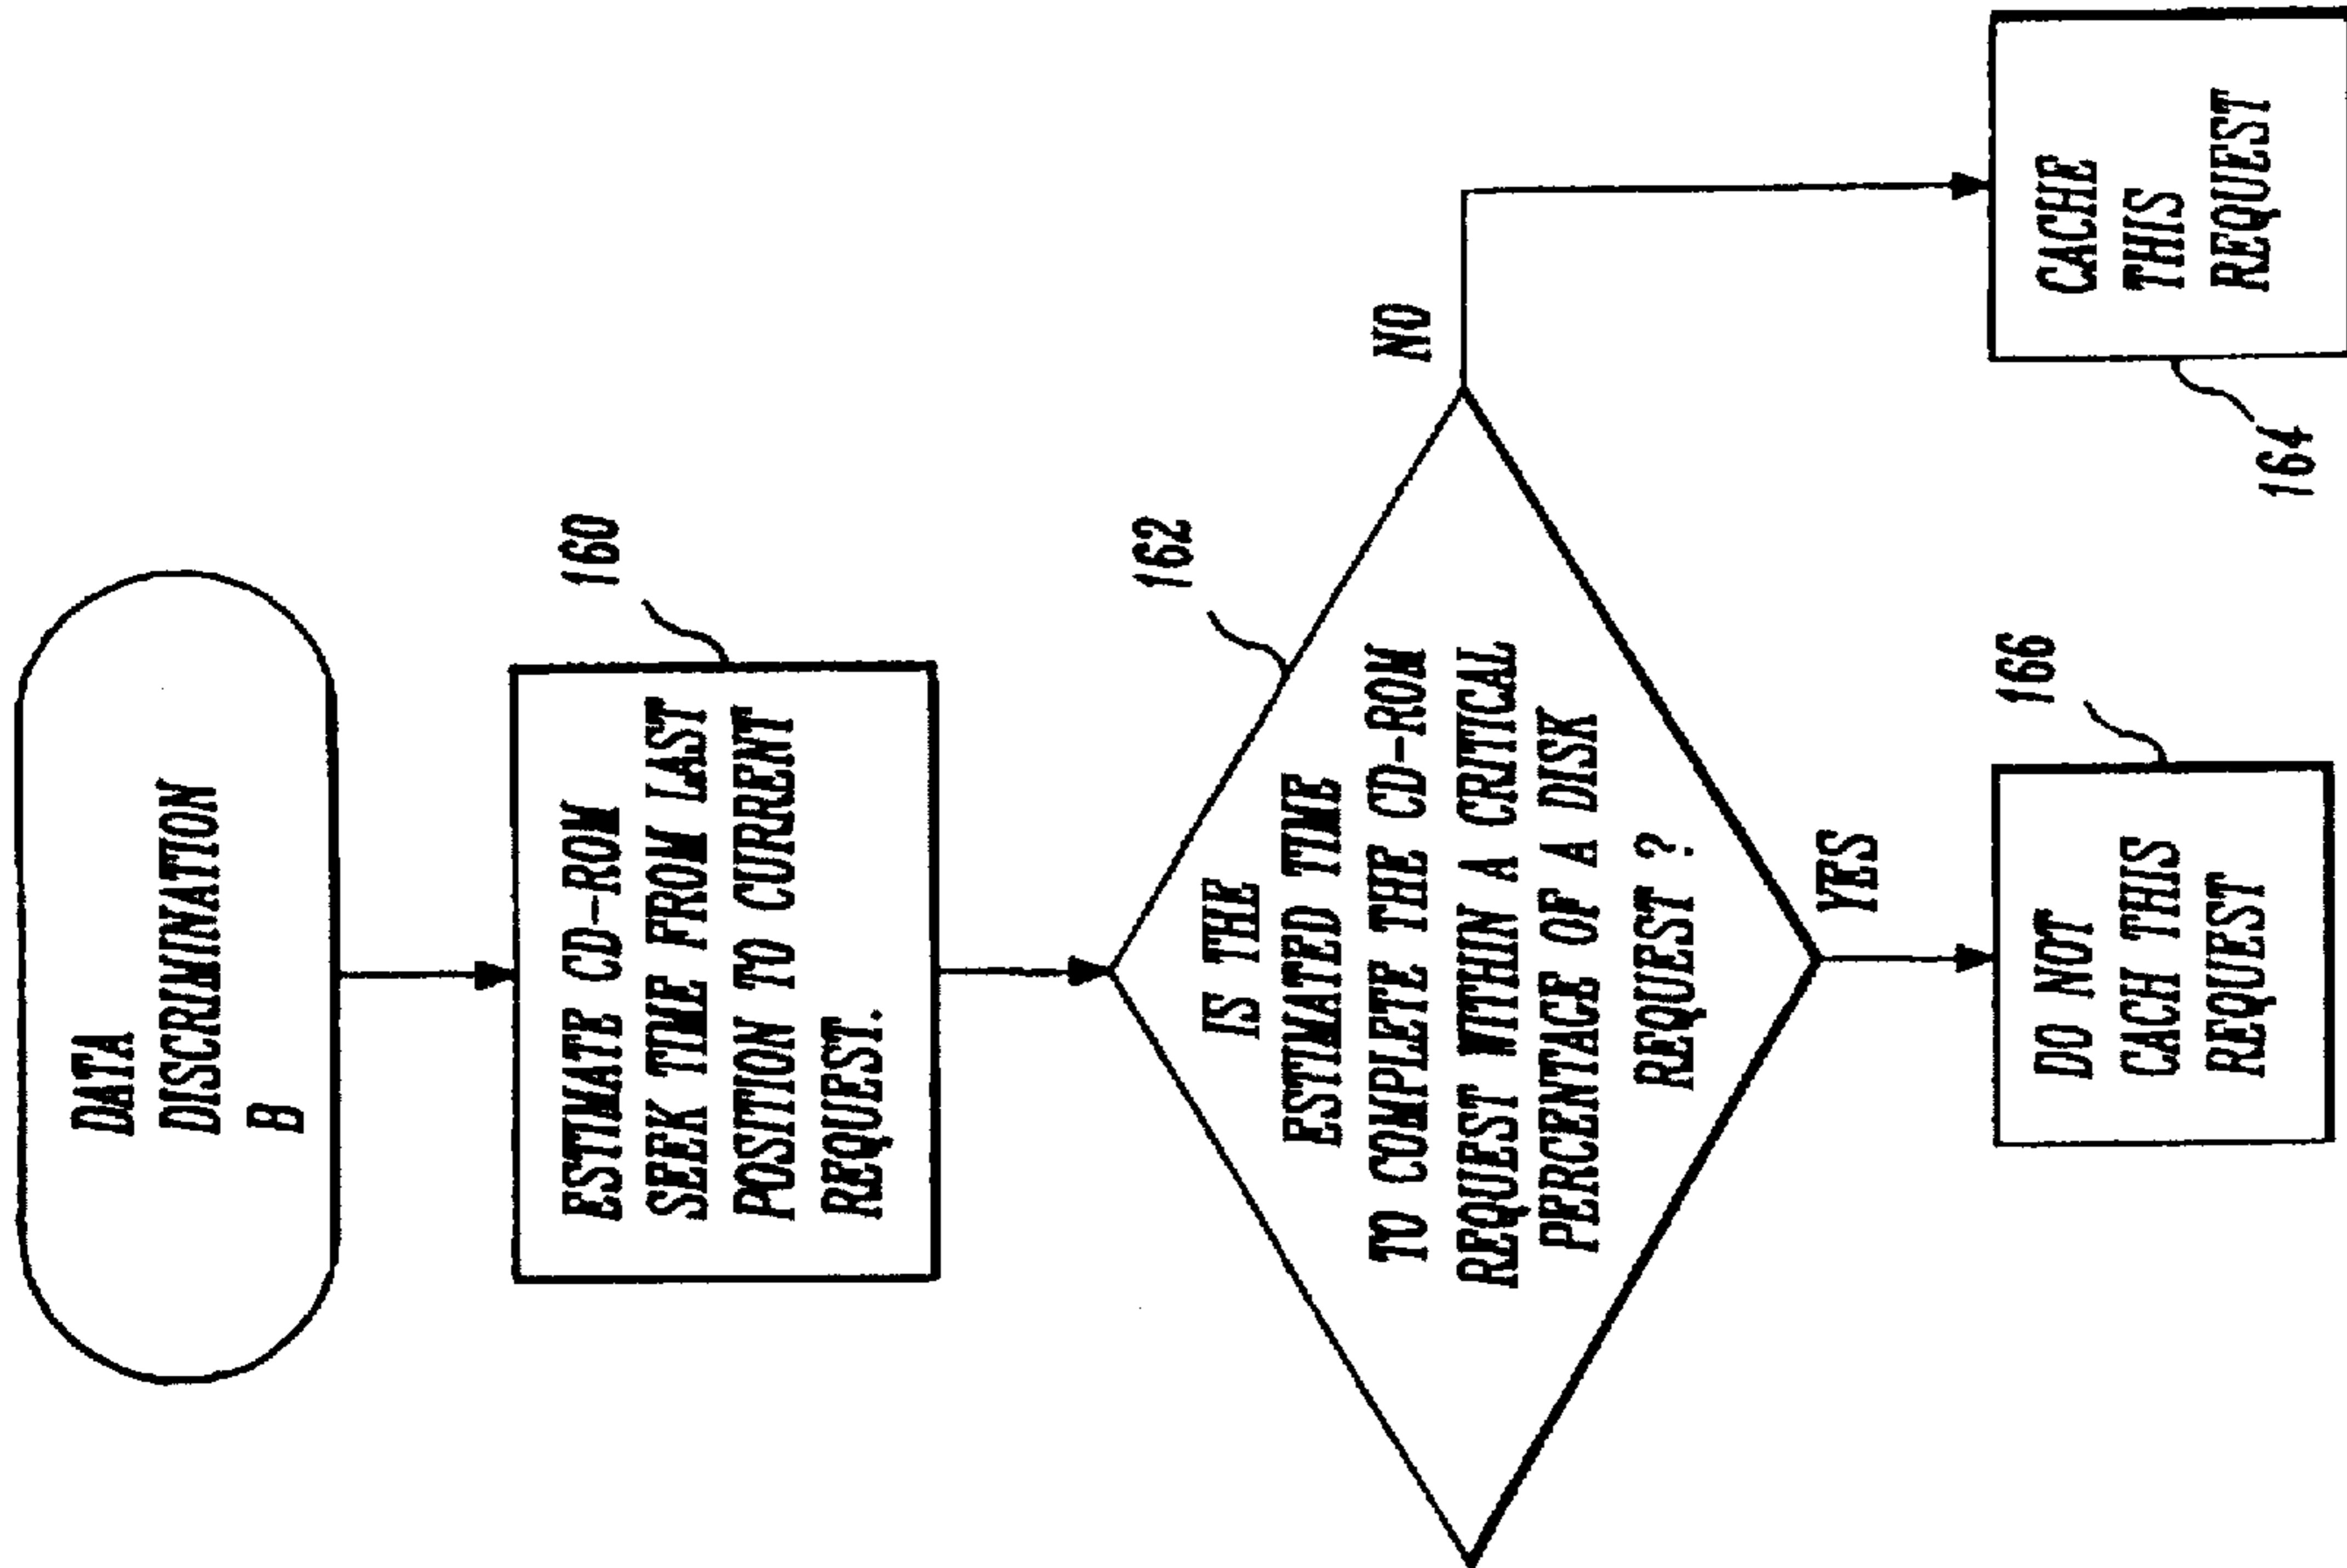 DATA
DISCRIMINATION
B
160
ESTIMATE CD-ROM
SEEK TIME FROM LAST
POSITION TO CURRENT
REQUEST.
162
IS THE
ESTIMATED TIME
TO COMPLETE THE CD-ROM
REQUEST WITHIN A CRITICAL
PERCENTAGE OF A DISK
REQUEST ?
NO
YES
166
DO NOT
CACH THIS
REQUEST
164
CACHE
THIS
REQUEST